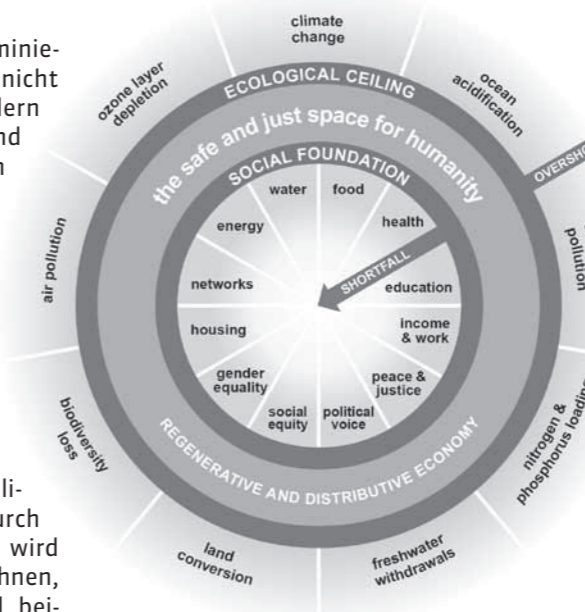 minie-
nicht
dern
nd
n
li-
urch
wird
hnen,
l bei-
climate
change
ocean
acidification
pollution
nitrogen &
phosphorus loading
freshwater
withdrawals
land
conversion
biodiversity
loss
air pollution
ozone layer
depletion
ECOLOGICAL CEILING
the safe and just space for humanity
SOCIAL FOUNDATION
water
food
health
education
income
& work
peace &
justice
political
voice
social
equity
gender
equality
housing
networks
energy
SHORTFALL
REGENERATIVE AND DISTRIBUTIVE ECONOMY